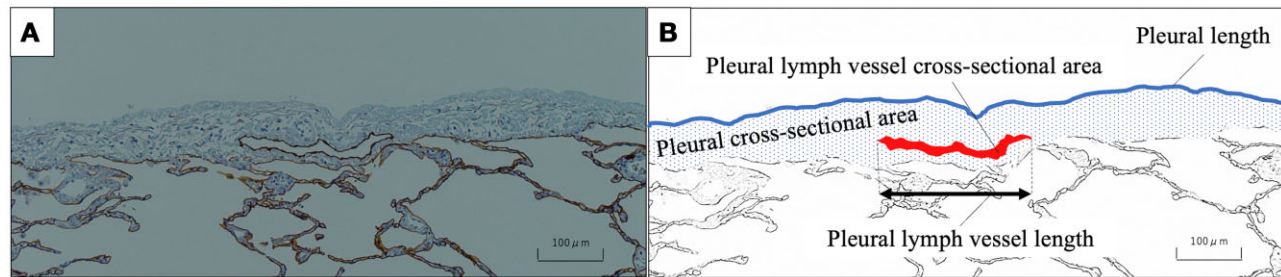 A
100 μm
B
Pleural length
Pleural lymph vessel cross-sectional area
Pleural cross-sectional area
Pleural lymph vessel length
100 μm